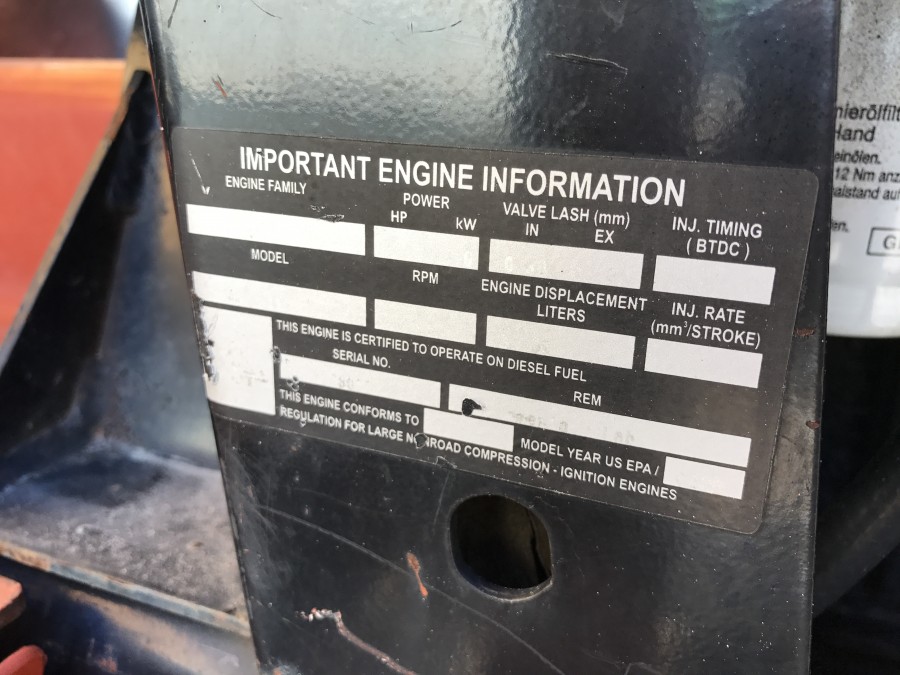 IMPORTANT ENGINE INFORMATION
ENGINE FAMILY
POWER
HP kW
VALVE LASH (mm)
IN EX
INJ. TIMING
( BTDC )
MODEL
RPM
ENGINE DISPLACEMENT
LITERS
INJ. RATE
(mm³/STROKE)
THIS ENGINE IS CERTIFIED TO OPERATE ON DIESEL FUEL
SERIAL NO.
REM
THIS ENGINE CONFORMS TO MODEL YEAR US EPA /
REGULATION FOR LARGE NONROAD COMPRESSION - IGNITION ENGINES
Hand
12 Nm